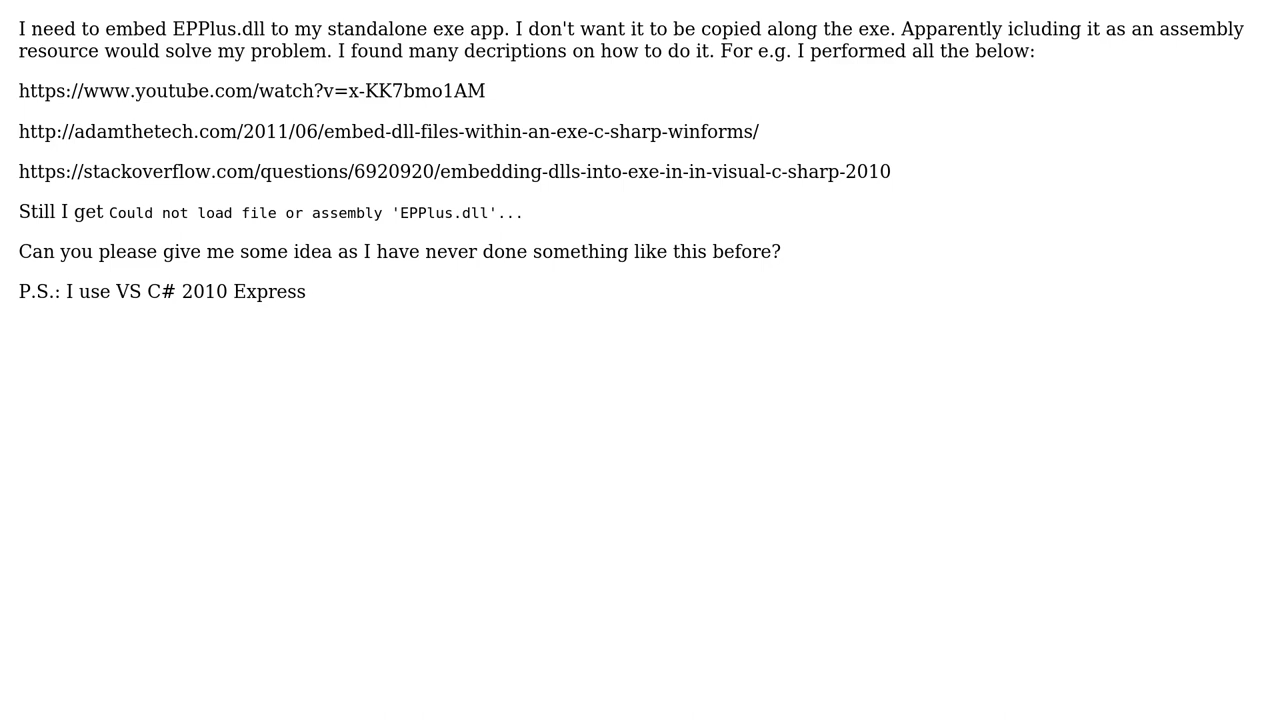 I need to embed EPPlus.dll to my standalone exe app. I don't want it to be copied along the exe. Apparently icluding it as an assembly
resource would solve my problem. I found many decriptions on how to do it. For e.g. I performed all the below:
https://www.youtube.com/watch?v=x-KK7bmo1AM
http://adamthetech.com/2011/06/embed-dll-files-within-an-exe-c-sharp-winforms/
https://stackoverflow.com/questions/6920920/embedding-dlls-into-exe-in-in-visual-c-sharp-2010
Still I get Could not load file or assembly 'EPPlus.dll'...
Can you please give me some idea as I have never done something like this before?
P.S.: I use VS C# 2010 Express